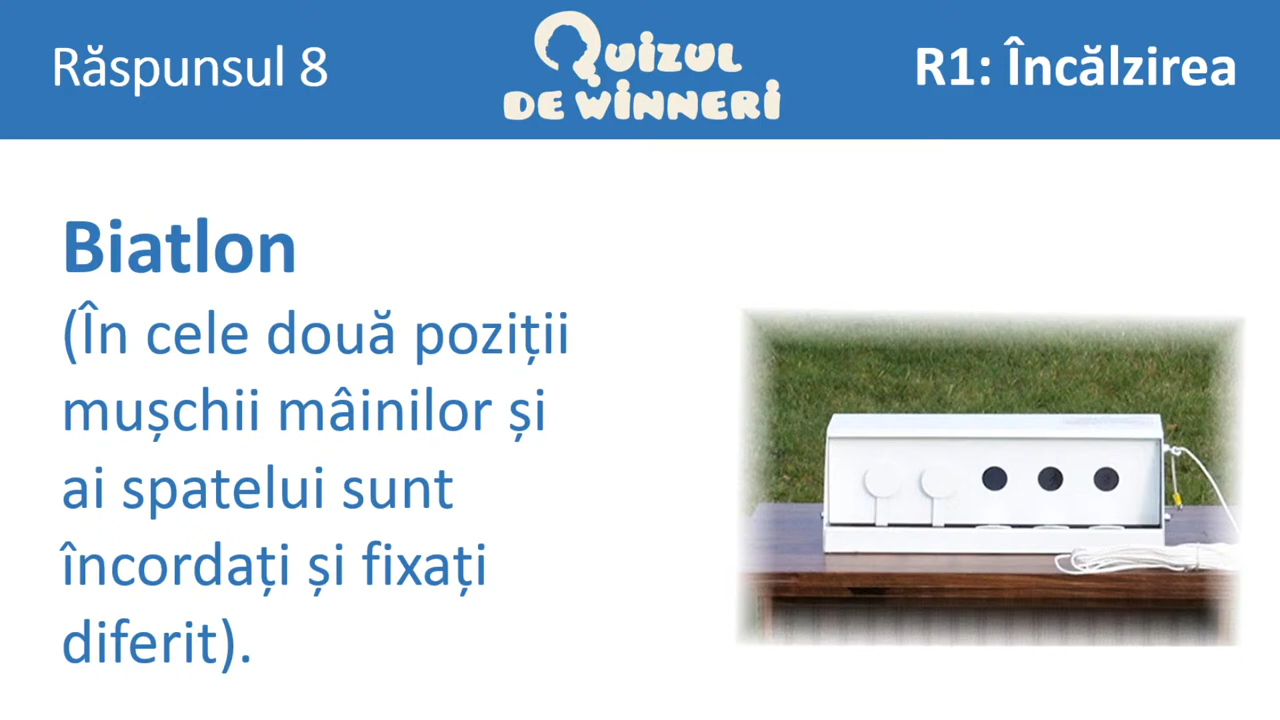 Răspunsul 8
Quizul
de winneri
R1: Încălzirea
Biatlon
(În cele două poziții
mușchii mâinilor și
ai spatelui sunt
încordați și fixați
diferit).